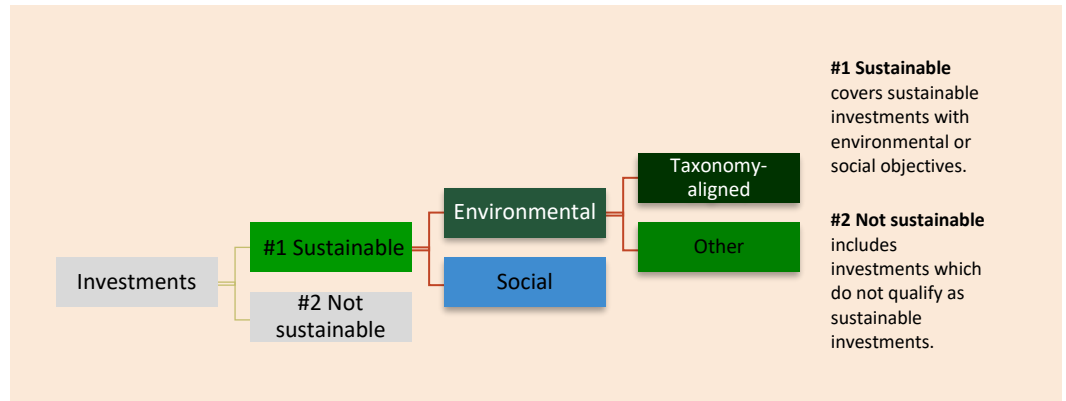 Investments
#1 Sustainable
#2 Not
sustainable
Environmental
Social
Taxonomy-
aligned
Other
#1 Sustainable
covers sustainable
investments with
environmental or
social objectives.
#2 Not sustainable
includes
investments which
do not qualify as
sustainable
investments.